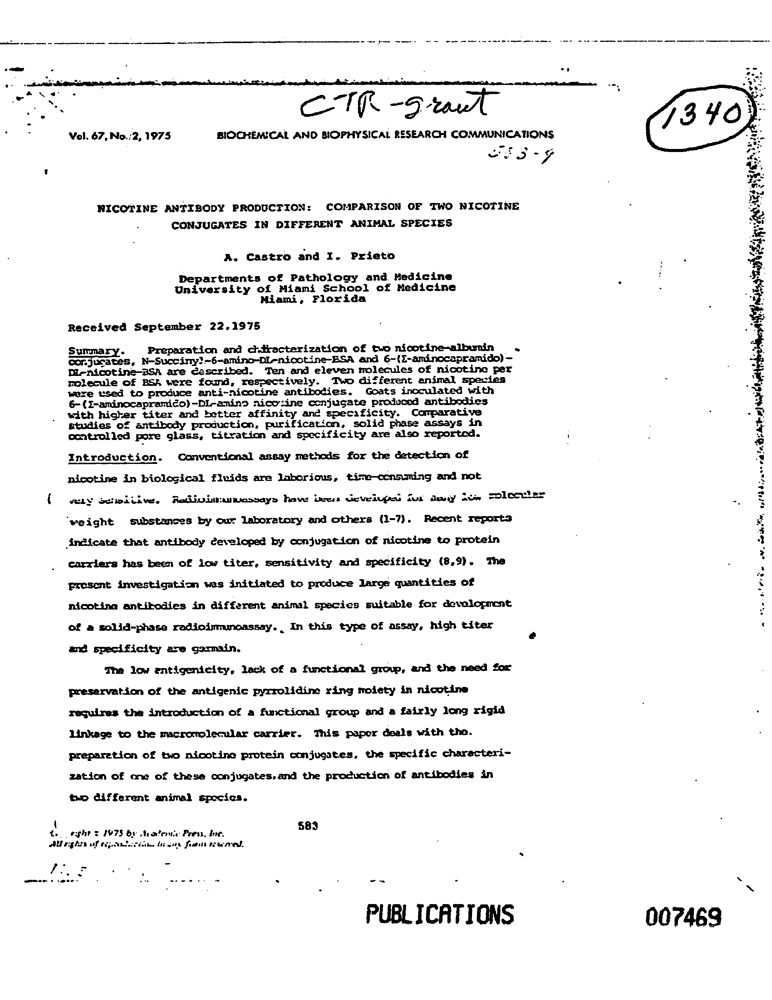 CTR-grant
1340
Vol. 67, No. 2, 1975 BIOCHEMICAL AND BIOPHYSICAL RESEARCH COMMUNICATIONS
583-9
NICOTINE ANTIBODY PRODUCTION: COMPARISON OF TWO NICOTINE
CONJUGATES IN DIFFERENT ANIMAL SPECIES
A. Castro and I. Prieto
Departments of Pathology and Medicine
University of Miami School of Medicine
Miami, Florida
Received September 22, 1975
Summary. Preparation and characterization of two nicotine-albumin
conjugates, N-Succinyl-6-amino-DL-nicotine-BSA and 6-(Σ-aminocapramido)-
DL-nicotine-BSA are described. Ten and eleven molecules of nicotine per
molecule of BSA were found, respectively. Two different animal species
were used to produce anti-nicotine antibodies. Goats inoculated with
6-(Σ-aminocapramido)-DL-amino nicotine conjugate produced antibodies
with higher titer and better affinity and specificity. Comparative
studies of antibody production, purification, solid phase assays in
controlled pore glass, titration and specificity are also reported.
Introduction. Conventional assay methods for the detection of
nicotine in biological fluids are laborious, time-consuming and not
very sensitive. Radioimmunoassays have been developed for many low molecular
weight substances by our laboratory and others (1-7). Recent reports
indicate that antibody developed by conjugation of nicotine to protein
carriers has been of low titer, sensitivity and specificity (8,9). The
present investigation was initiated to produce large quantities of
nicotine antibodies in different animal species suitable for development
of a solid-phase radioimmunoassay. In this type of assay, high titer
and specificity are germain.
The low antigenicity, lack of a functional group, and the need for
preservation of the antigenic pyrrolidine ring moiety in nicotine
requires the introduction of a functional group and a fairly long rigid
linkage to the macromolecular carrier. This paper deals with the.
preparation of two nicotine protein conjugates, the specific characteri-
zation of one of these conjugates, and the production of antibodies in
two different animal species.
583
right © 1975 by Academic Press, Inc.
All rights of reproduction in any form reserved.
PUBLICATIONS 007469